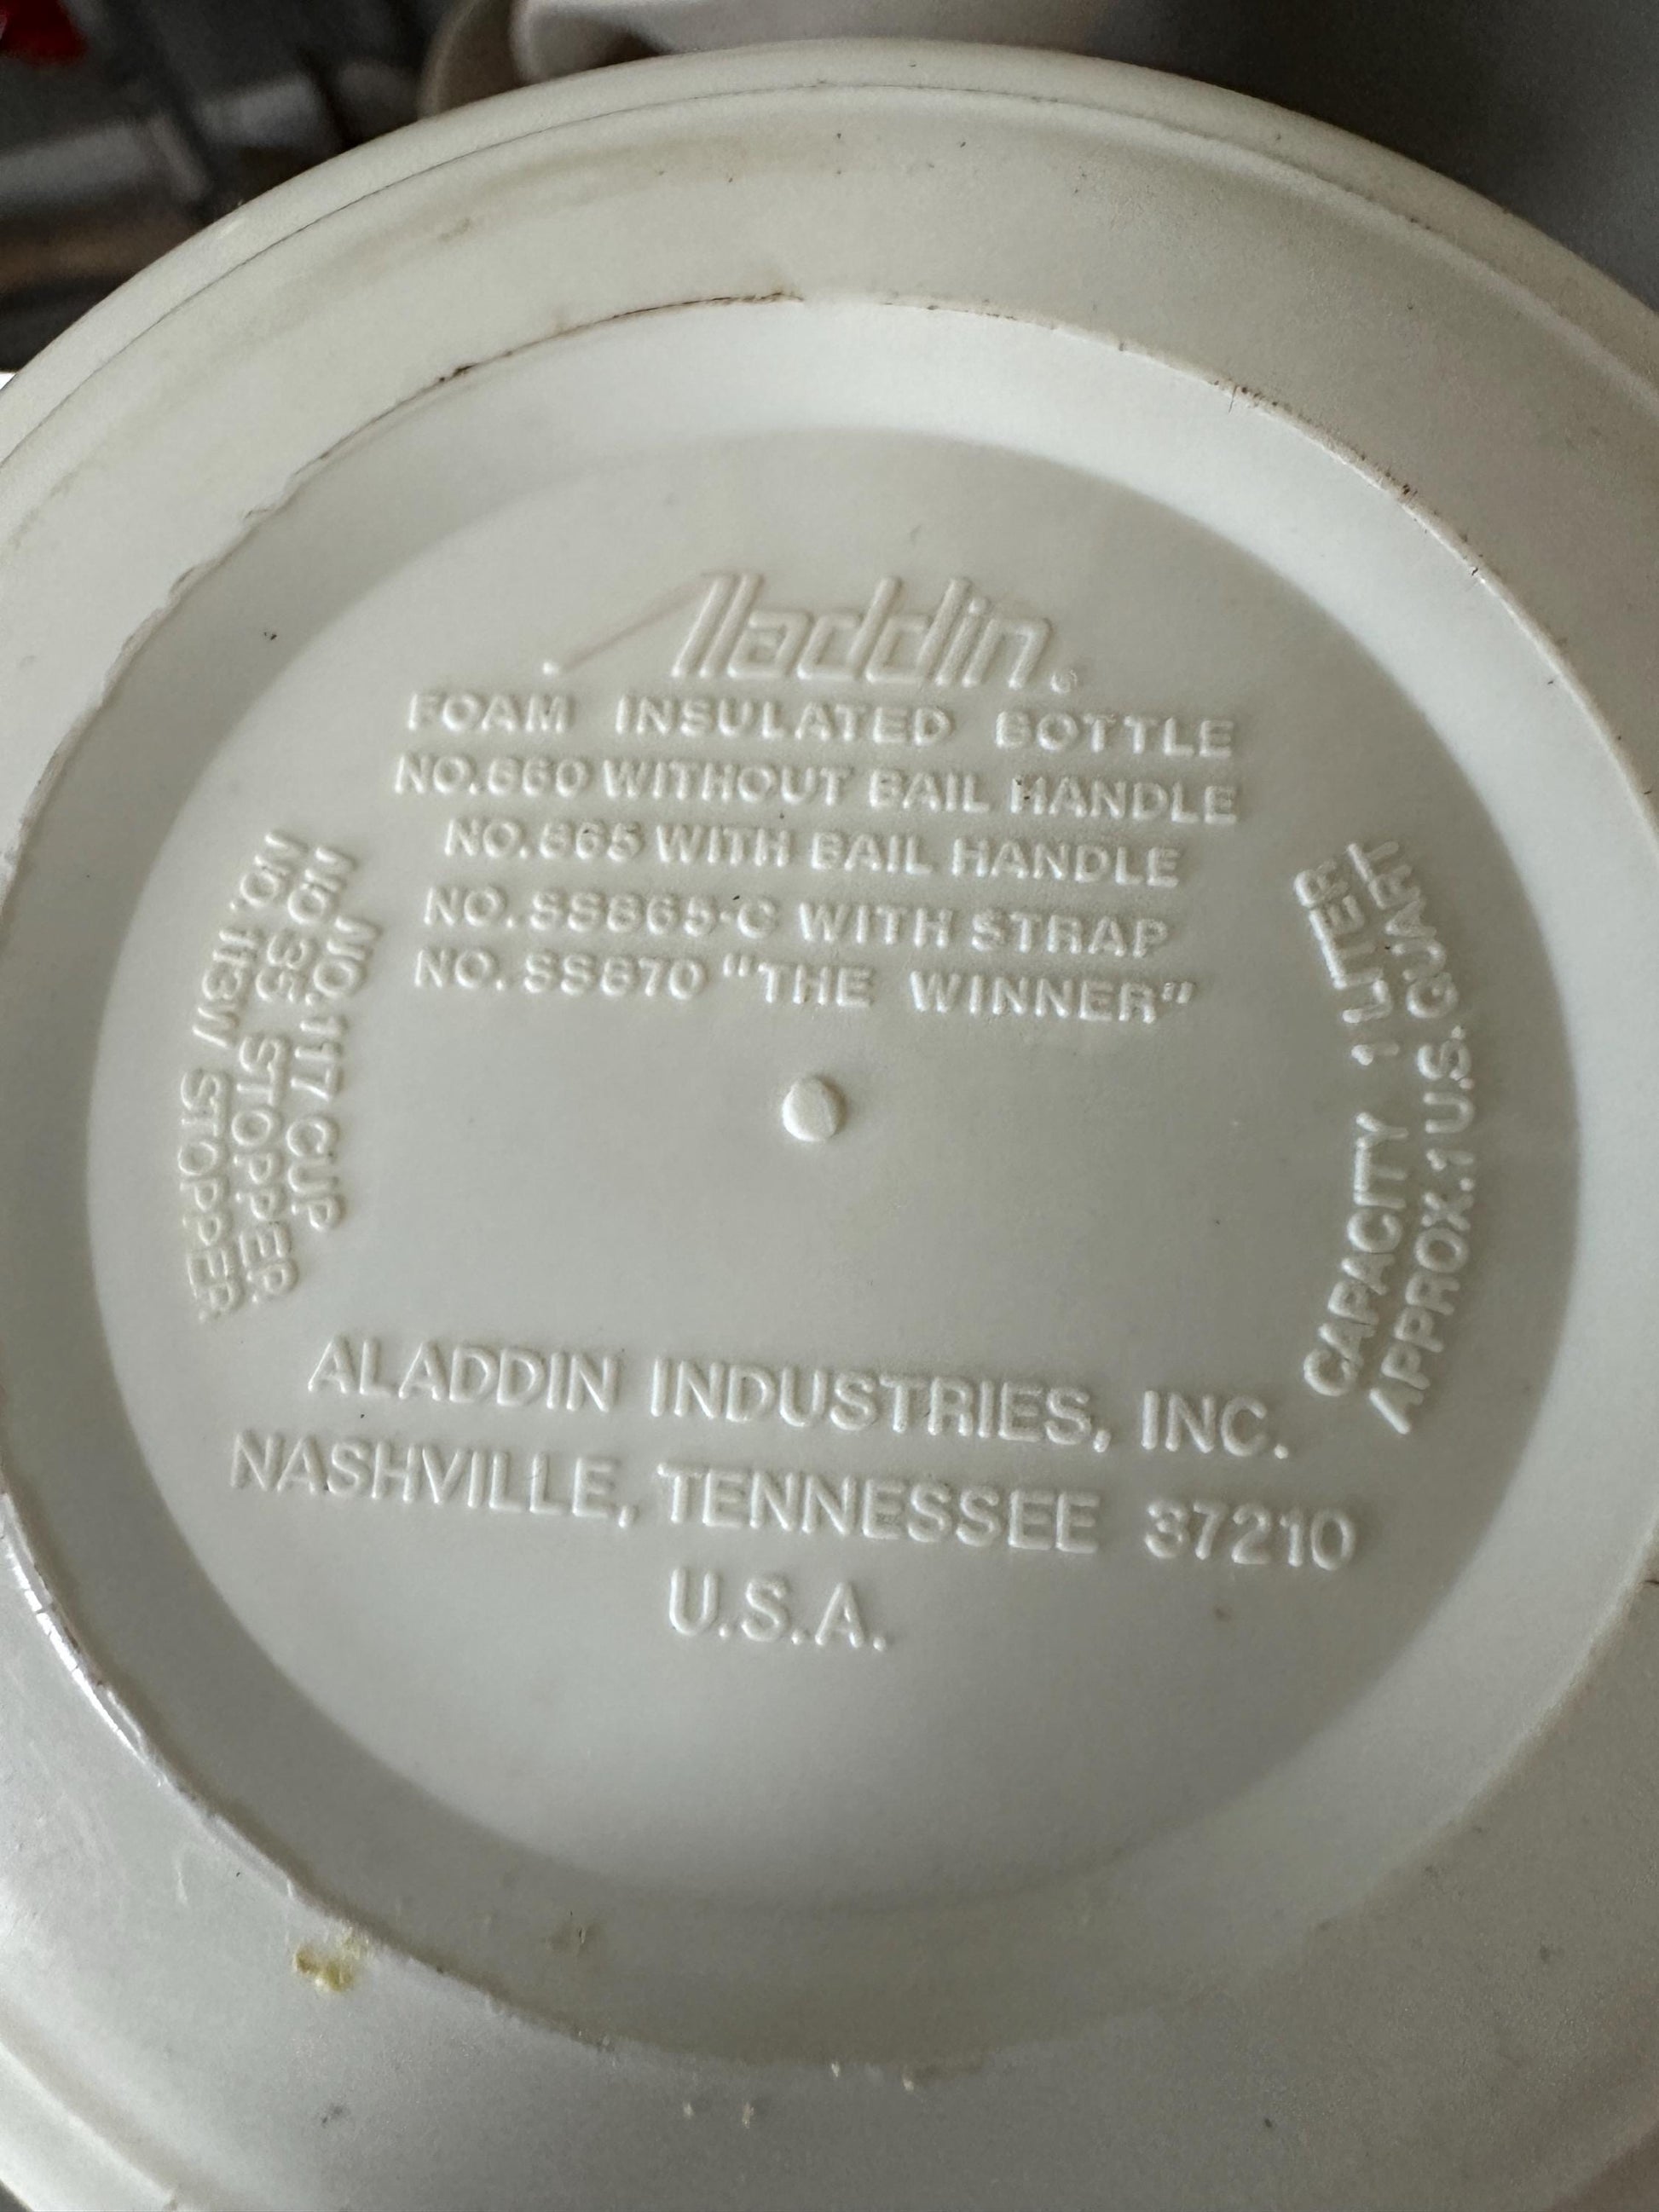 Aladdin®
FOAM INSULATED BOTTLE
NO.660 WITHOUT BAIL HANDLE
NO.665 WITH BAIL HANDLE
NO.SS665-C WITH STRAP
NO.SS670 "THE WINNER"
NO.117 CUP
NO.35 STOPPER
NO.113W STOPPER
CAPACITY 1 LITER
APPROX.1 U.S.QUART
ALADDIN INDUSTRIES, INC.
NASHVILLE, TENNESSEE 37210
U.S.A.